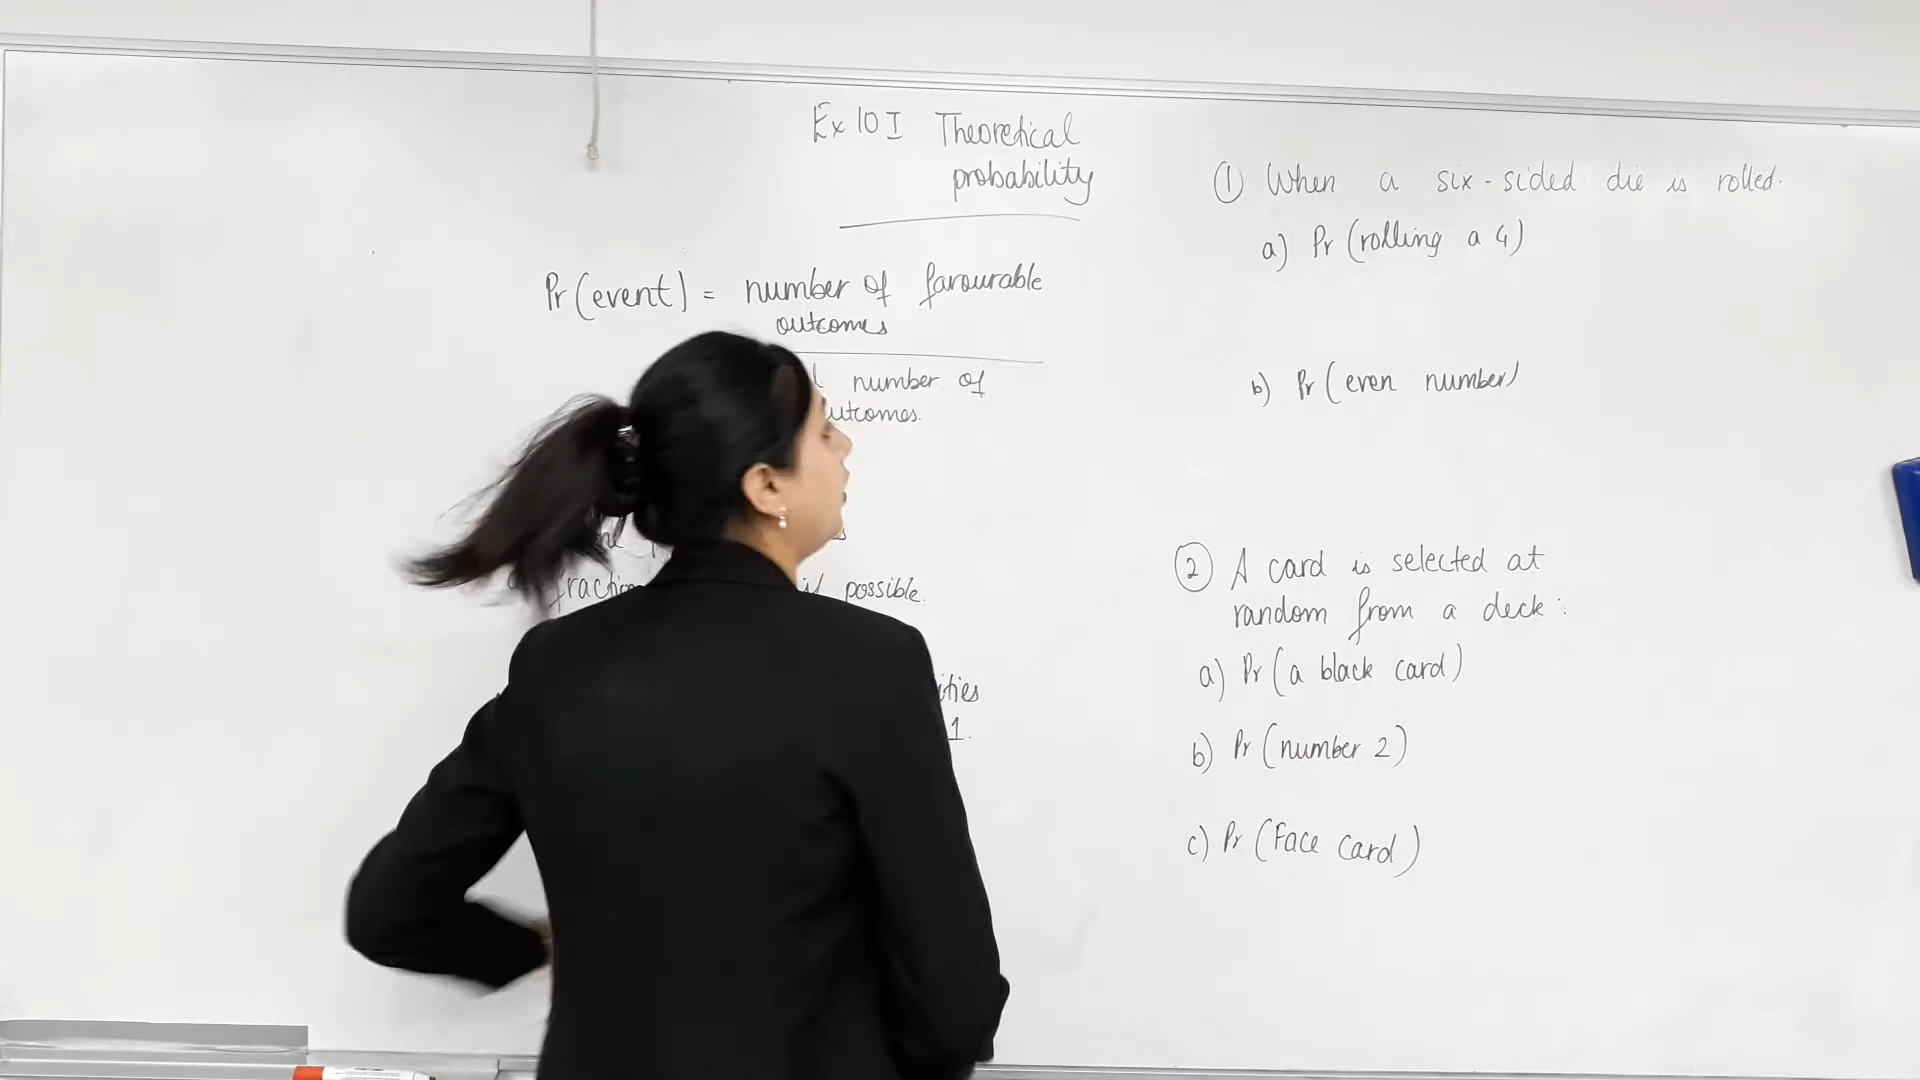 Ex 10 I Theoretical
probability
Pr (event) = number of favourable
outcomes
number of
outcomes.
fraction if possible.
1.
① When a six-sided die is rolled.
a) Pr (rolling a 4)
b) Pr (even number)
② A card is selected at
random from a deck:
a) Pr (a black card)
b) Pr (number 2)
c) Pr (Face card)